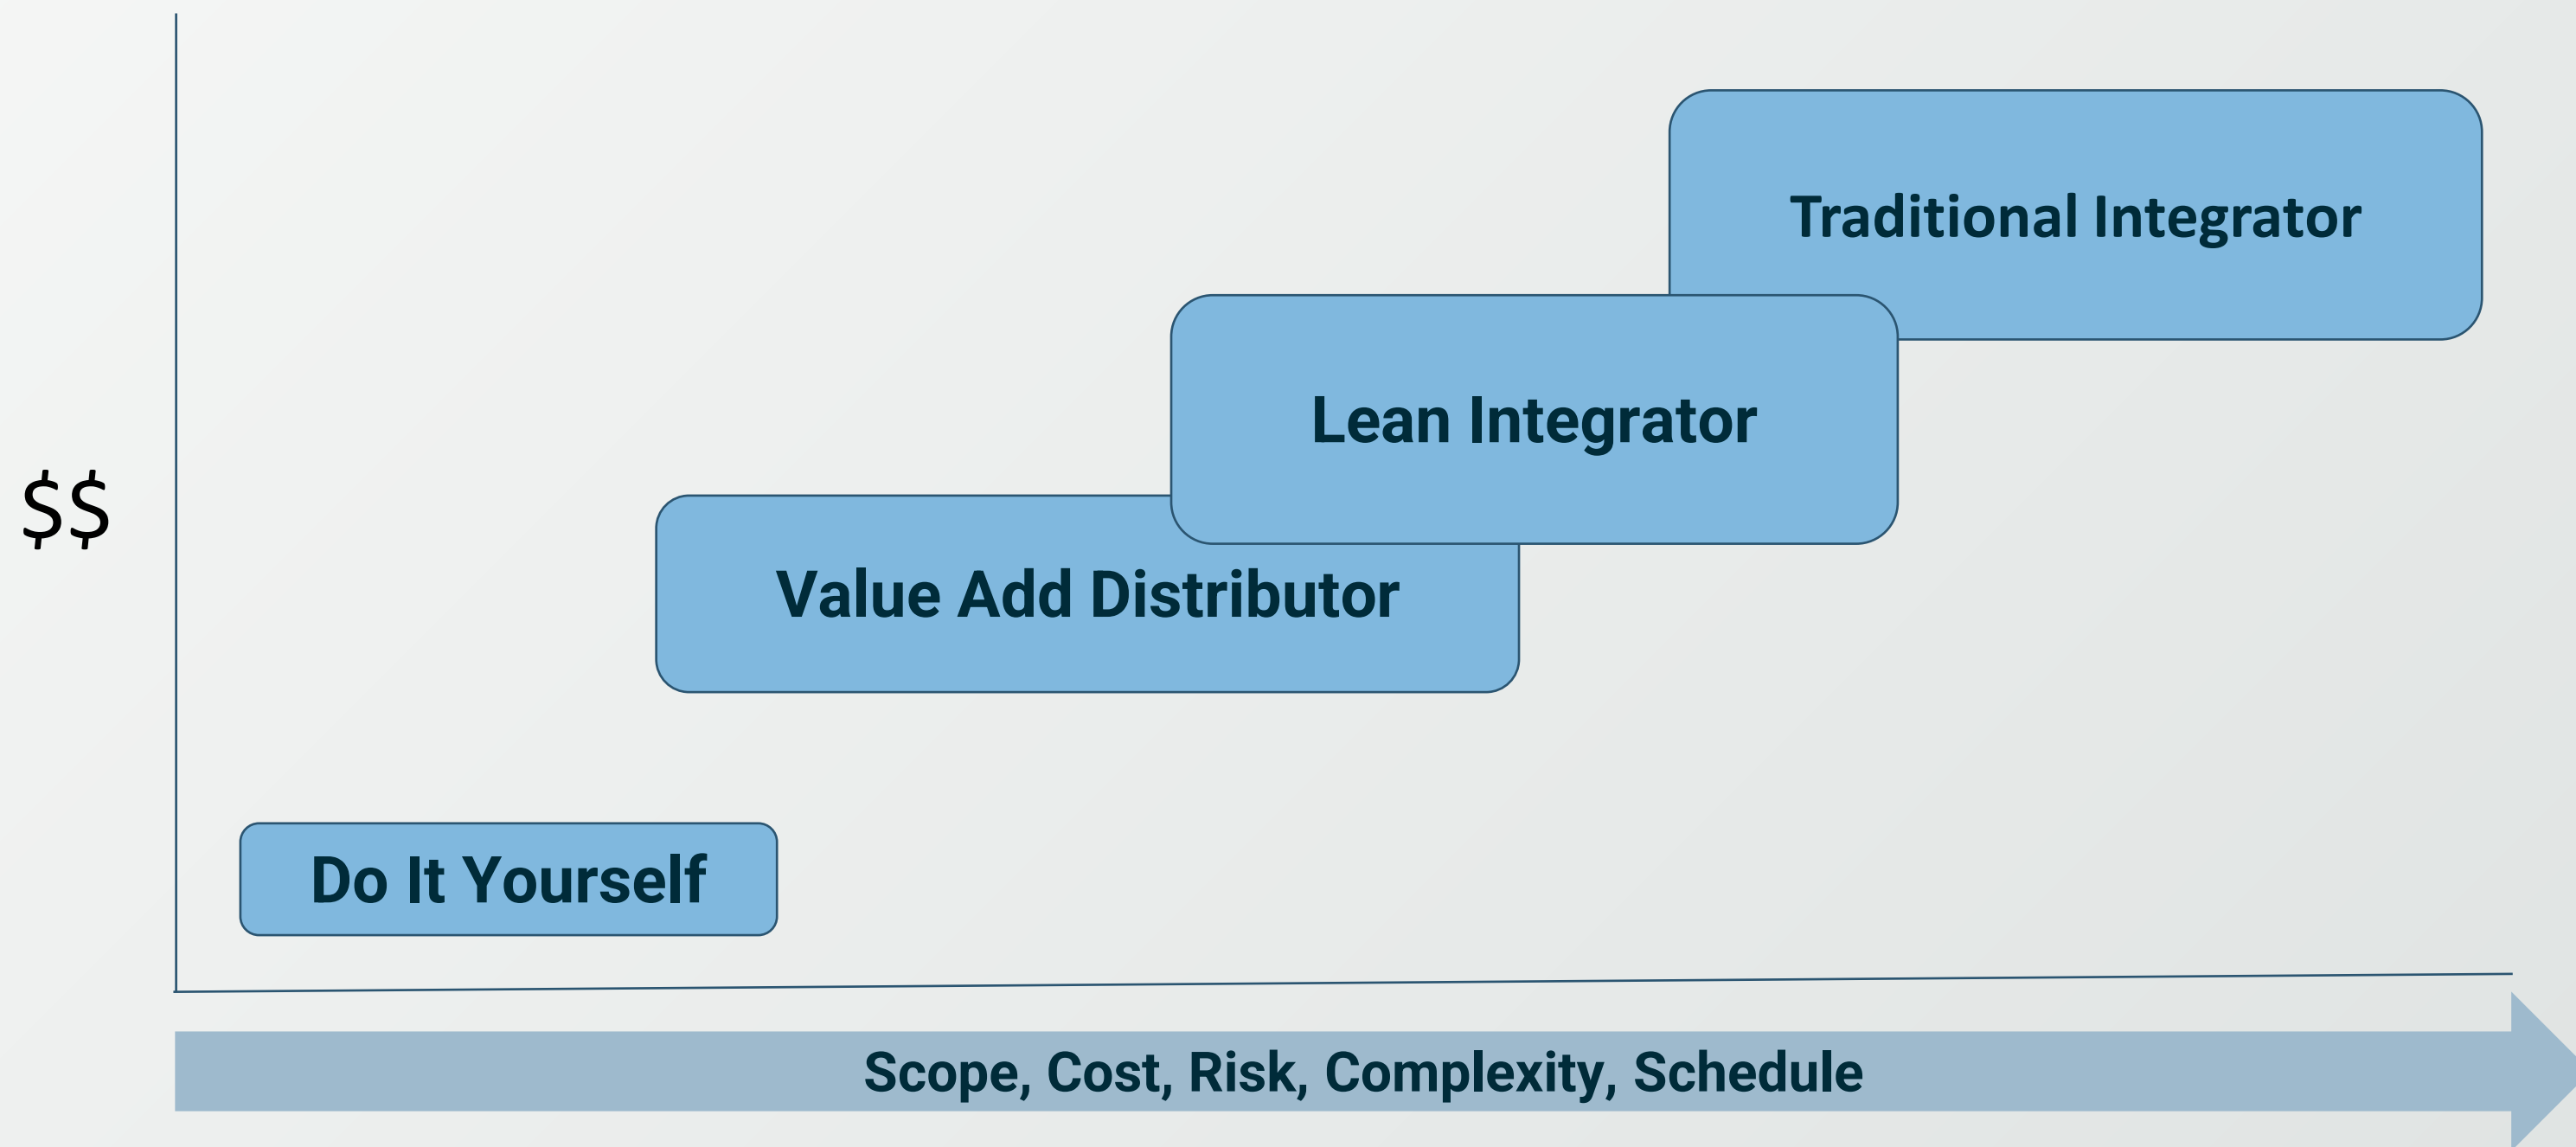 Traditional Integrator
Lean Integrator
$$
Value Add Distributor
Do It Yourself
Scope, Cost, Risk, Complexity, Schedule